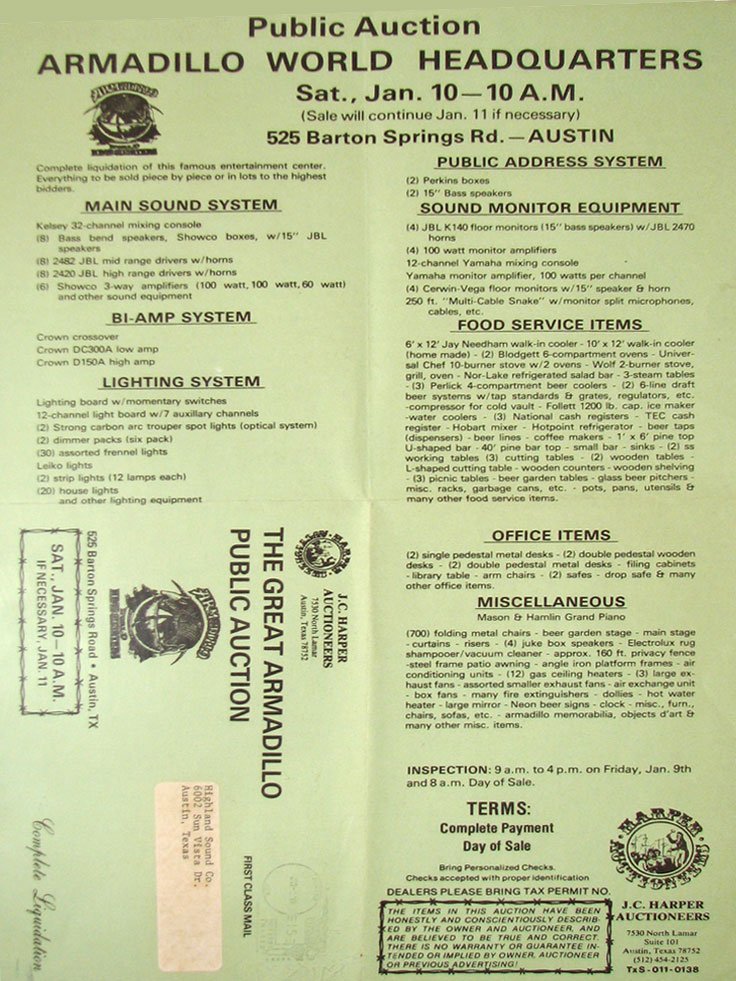 Public Auction
ARMADILLO WORLD HEADQUARTERS
Sat., Jan. 10—10 A.M.
(Sale will continue Jan. 11 if necessary)
525 Barton Springs Rd. — AUSTIN
Complete liquidation of this famous entertainment center.
Everything to be sold piece by piece or in lots to the highest
bidders.
MAIN SOUND SYSTEM
Kelsey 32-channel mixing console
(8) Bass bend speakers, Showco boxes, w/15" JBL
speakers
(8) 2482 JBL mid range drivers w/horns
(8) 2420 JBL high range drivers w/horns
(6) Showco 3-way amplifiers (100 watt, 100 watt, 60 watt)
and other sound equipment
BI-AMP SYSTEM
Crown crossover
Crown DC300A low amp
Crown D150A high amp
LIGHTING SYSTEM
Lighting board w/momentary switches
12-channel light board w/7 auxillary channels
(2) Strong carbon arc trouper spot lights (optical system)
(2) dimmer packs (six pack)
(30) assorted frennel lights
Leiko lights
(2) strip lights (12 lamps each)
(20) house lights
and other lighting equipment
PUBLIC ADDRESS SYSTEM
(2) Perkins boxes
(2) 15" Bass speakers
SOUND MONITOR EQUIPMENT
(4) JBL K140 floor monitors (15" bass speakers) w/JBL 2470
horns
(4) 100 watt monitor amplifiers
12-channel Yamaha mixing console
Yamaha monitor amplifier, 100 watts per channel
(4) Cerwin-Vega floor monitors w/15" speaker & horn
250 ft. "Multi-Cable Snake" w/monitor split microphones,
cables, etc.
FOOD SERVICE ITEMS
6' x 12' Jay Needham walk-in cooler - 10' x 12' walk-in cooler
(home made) - (2) Blodgett 6-compartment ovens - Univer-
sal Chef 10-burner stove w/2 ovens - Wolf 2-burner stove,
grill, oven - Nor-Lake refrigerated salad bar - 3-steam tables
- (3) Perlick 4-compartment beer coolers - (2) 6-line draft
beer systems w/tap standards & grates, regulators, etc.
-compressor for cold vault - Follett 1200 lb. cap. ice maker
-water coolers - (3) National cash registers - TEC cash
register - Hobart mixer - Hotpoint refrigerator - beer taps
(dispensers) - beer lines - coffee makers - 1' x 6' pine top
U-shaped bar - 40' pine bar top - small bar - sinks - (2) ss
working tables (3) cutting tables - (2) wooden tables -
L-shaped cutting table - wooden counters - wooden shelving
- (3) picnic tables - beer garden tables - glass beer pitchers -
misc. racks, garbage cans, etc. - pots, pans, utensils &
many other food service items.
OFFICE ITEMS
(2) single pedestal metal desks - (2) double pedestal wooden
desks - (2) double pedestal metal desks - filing cabinets
- library table - arm chairs - (2) safes - drop safe & many
other office items.
MISCELLANEOUS
Mason & Hamlin Grand Piano
(700) folding metal chairs - beer garden stage - main stage
- curtains - risers - (4) juke box speakers - Electrolux rug
shampooer/vacuum cleaner - approx. 160 ft. privacy fence
-steel frame patio awning - angle iron platform frames - air
conditioning units - (12) gas ceiling heaters - (3) large ex-
haust fans - assorted smaller exhaust fans - air exchange unit
- box fans - many fire extinguishers - dollies - hot water
heater - large mirror - Neon beer signs - clock - misc., furn.,
chairs, sofas, etc. - armadillo memorabilia, objects d'art &
many other misc. items.
INSPECTION: 9 a.m. to 4 p.m. on Friday, Jan. 9th
and 8 a.m. Day of Sale.
TERMS:
Complete Payment
Day of Sale
Bring Personalized Checks.
Checks accepted with proper identification
DEALERS PLEASE BRING TAX PERMIT NO.
THE ITEMS IN THIS AUCTION HAVE BEEN
HONESTLY AND CONSCIENTIOUSLY DESCRIB-
ED BY THE OWNER AND AUCTIONEER, AND
ARE BELIEVED TO BE TRUE AND CORRECT.
THERE IS NO WARRANTY OR GUARANTEE IN-
TENDED OR IMPLIED BY OWNER, AUCTIONEER
OR PREVIOUS ADVERTISING!
HARPER
AUCTIONEERS
J.C. HARPER
AUCTIONEERS
7530 North Lamar
Suite 101
Austin, Texas 78752
(512) 454-2125
TxS-011-0138
J.C. HARPER
AUCTIONEERS
7530 North Lamar
Austin, Texas 78752
THE GREAT ARMADILLO
PUBLIC AUCTION
525 Barton Springs Road • Austin, TX
SAT., JAN. 10—10 A.M.
IF NECESSARY, JAN. 11
FIRST CLASS MAIL
Highland Sound Co.
6002 Sun Vista Dr.
Austin, Texas
Complete Liquidation